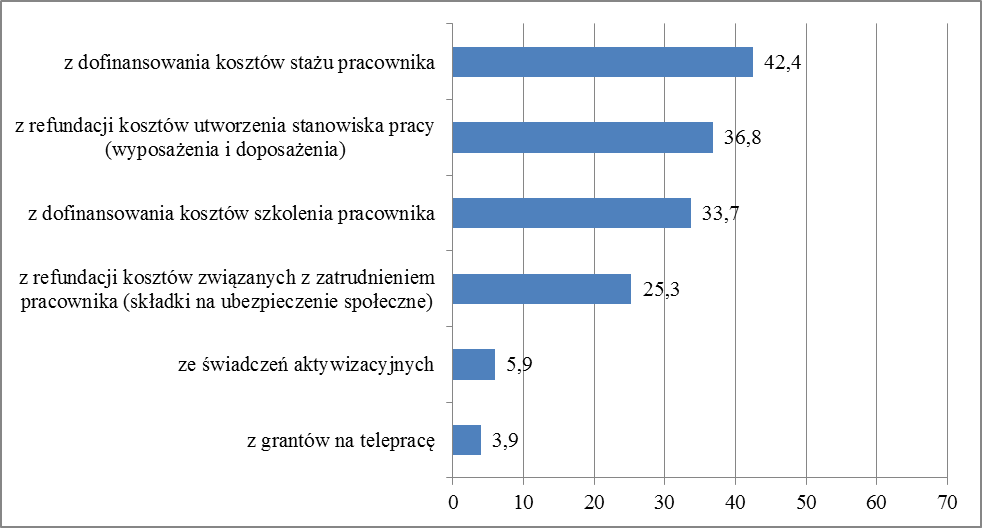 z dofinansowania kosztów stażu pracownika
42,4
z refundacji kosztów utworzenia stanowiska pracy
(wyposażenia i doposażenia)
36,8
z dofinansowania kosztów szkolenia pracownika
33,7
z refundacji kosztów związanych z zatrudnieniem
pracownika (składki na ubezpieczenie społeczne)
25,3
ze świadczeń aktywizacyjnych
5,9
z grantów na telepracę
3,9
0 10 20 30 40 50 60 70